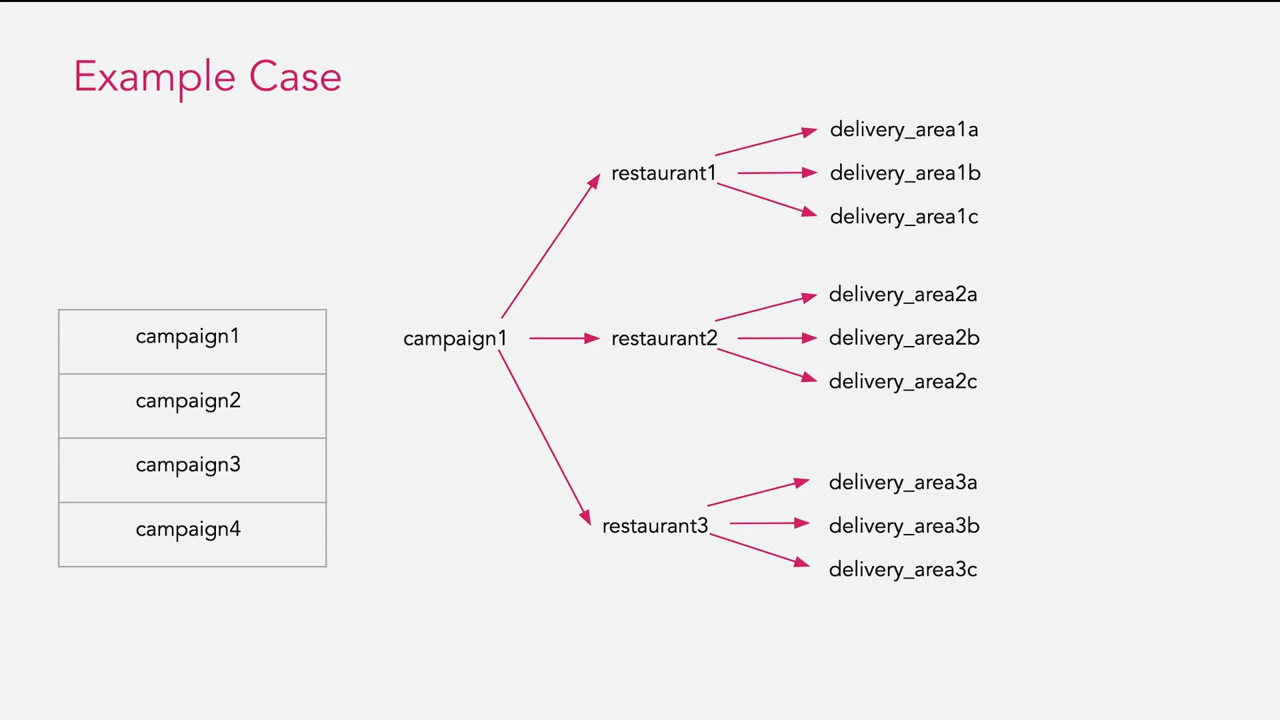 Example Case
campaign1
campaign2
campaign3
campaign4
campaign1
restaurant1
delivery_area1a
delivery_area1b
delivery_area1c
restaurant2
delivery_area2a
delivery_area2b
delivery_area2c
restaurant3
delivery_area3a
delivery_area3b
delivery_area3c